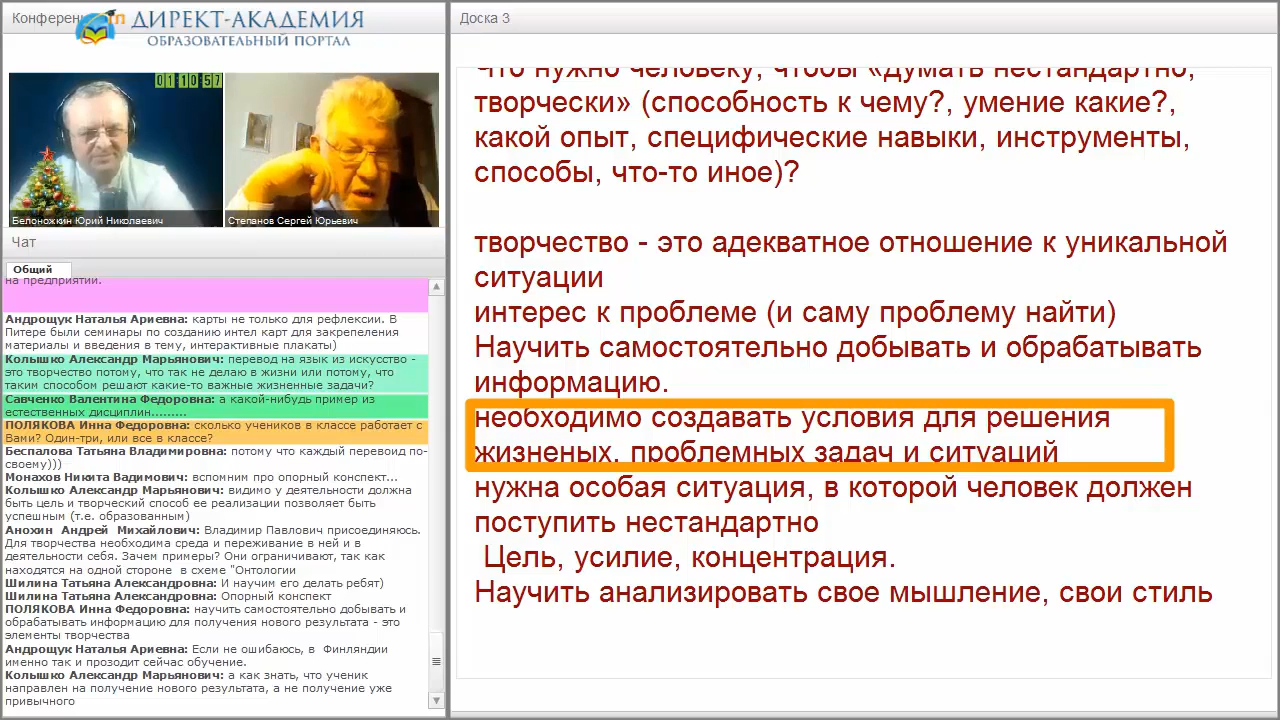 Конферен
ДИРЕКТ-АКАДЕМИЯ
ОБРАЗОВАТЕЛЬНЫЙ ПОРТАЛ
01:10:57
Белоножкин Юрий Николаевич
Степанов Сергей Юрьевич
Чат
Общий
на предприятии.
Андрощук Наталья Ариевна: карты не только для рефлексии. В
Питере были семинары по созданию интел карт для закрепеления
материалы и введения в тему, интерактивные плакаты)
Колышко Александр Марьянович: перевод на язык из искусство -
это творчество потому, что так не делаю в жизни или потому, что
таким способом решают какие-то важные жизненные задачи?
Савченко Валентина Федоровна: а какой-нибудь пример из
естественных дисциплин.........
ПОЛЯКОВА Инна Федоровна: сколько учеников в классе работает с
Вами? Один-три, или все в классе?
Беспалова Татьяна Владимировна: потому что каждый перевоид по-
своему)))
Монахов Никита Вадимович: вспомним про опорный конспект...
Колышко Александр Марьянович: видимо у деятельности должна
быть цель и творческий способ ее реализации позволяет быть
успешным (т.е. образованным)
Анохин Андрей Михайлович: Владимир Павлович присоединяюсь.
Для творчества необходима среда и переживание в ней и в
деятельности себя. Зачем примеры? Они ограничивают, так как
находятся на одной стороне в схеме "Онтологии
Шилина Татьяна Александровна: И научим его делать ребят)
Шилина Татьяна Александровна: Опорный конспект
ПОЛЯКОВА Инна Федоровна: научить самостоятельно добывать и
обрабатывать информацию для получения нового результата - это
элементы творчества
Андрощук Наталья Ариевна: Если не ошибаюсь, в Финляндии
именно так и прозодит сейчас обучение.
Колышко Александр Марьянович: а как знать, что ученик
направлен на получение нового результата, а не получение уже
привычного
Доска 3
Что нужно человеку, чтобы «думать нестандартно,
творчески» (способность к чему?, умение какие?,
какой опыт, специфические навыки, инструменты,
способы, что-то иное)?
творчество - это адекватное отношение к уникальной
ситуации
интерес к проблеме (и саму проблему найти)
Научить самостоятельно добывать и обрабатывать
информацию.
необходимо создавать условия для решения
жизненых, проблемных задач и ситуаций
нужна особая ситуация, в которой человек должен
поступить нестандартно
Цель, усилие, концентрация.
Научить анализировать свое мышление, свои стиль